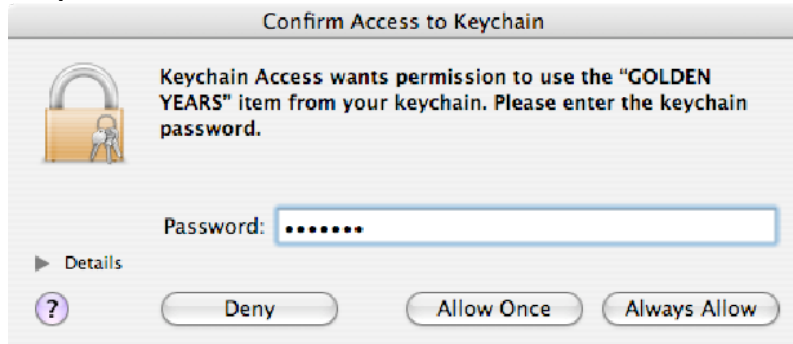 Confirm Access to Keychain
Keychain Access wants permission to use the “GOLDEN
YEARS” item from your keychain. Please enter the keychain
password.
Password: •••••••
Details
? Deny Allow Once Always Allow